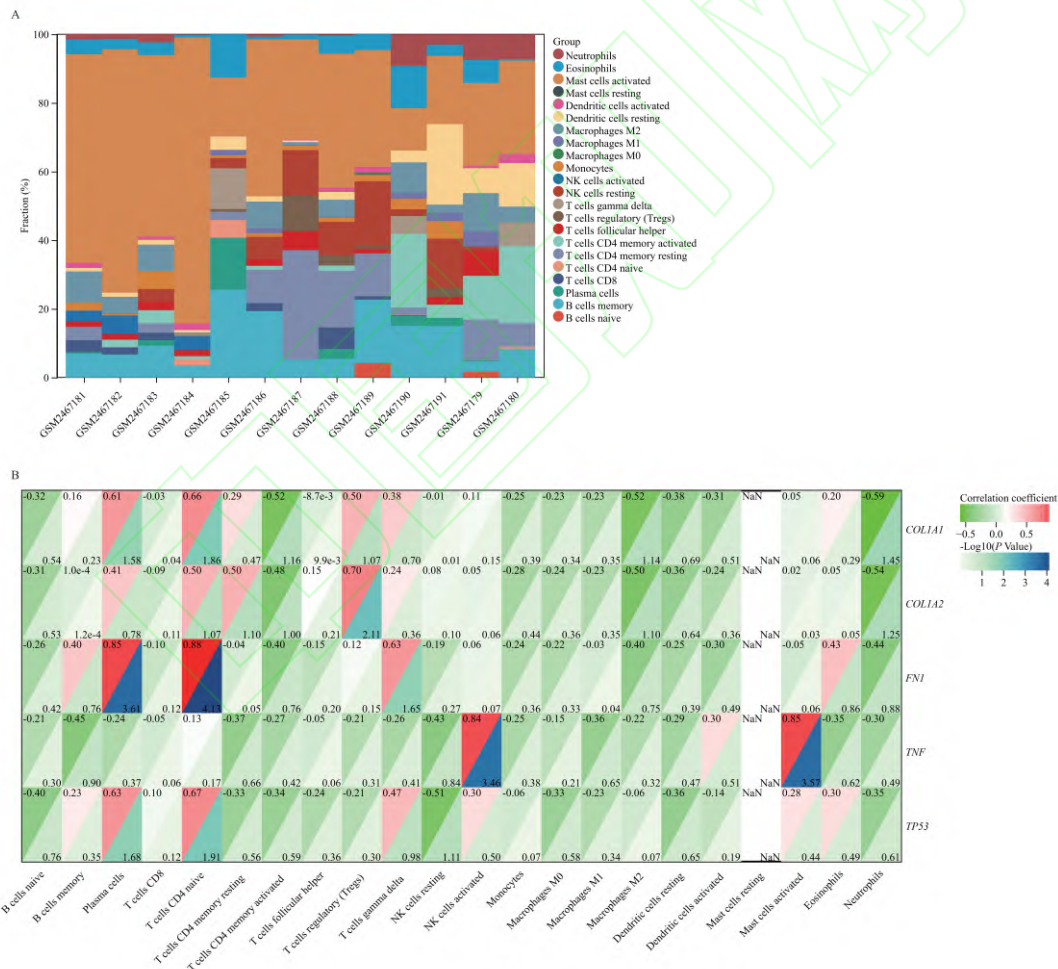 A
100
80
60
40
20
0
Fraction (%)
GSM2467181
GSM2467182
GSM2467183
GSM2467184
GSM2467185
GSM2467186
GSM2467187
GSM2467188
GSM2467189
GSM2467190
GSM2467191
GSM2467179
GSM2467180
Group
Neutrophils
Eosinophils
Mast cells activated
Mast cells resting
Dendritic cells activated
Dendritic cells resting
Macrophages M2
Macrophages M1
Macrophages M0
Monocytes
NK cells activated
NK cells resting
T cells gamma delta
T cells regulatory (Tregs)
T cells follicular helper
T cells CD4 memory activated
T cells CD4 memory resting
T cells CD4 naive
T cells CD8
Plasma cells
B cells memory
B cells naive
B
-0.32 0.16 0.61 -0.03 0.66 0.29 -0.52 -8.7e-3 0.50 0.38 -0.01 0.11 -0.25 -0.23 -0.23 -0.52 -0.38 -0.31 NaN 0.05 0.20 -0.59
COL1A1
0.54 0.23 1.58 0.04 1.86 0.47 1.16 9.9e-3 1.07 0.70 0.01 0.15 0.39 0.34 0.35 1.14 0.69 0.51 NaN 0.06 0.29 1.45
-0.31 1.0e-4 0.41 -0.09 0.50 0.50 -0.48 0.15 0.70 0.24 0.08 0.05 -0.28 -0.24 -0.23 -0.50 -0.36 -0.24 NaN 0.02 0.05 -0.54
COL1A2
0.53 1.2e-4 0.78 0.11 1.07 1.10 1.00 0.21 2.11 0.36 0.10 0.06 0.44 0.36 0.35 1.10 0.64 0.36 NaN 0.03 0.05 1.25
-0.26 0.40 0.85 -0.10 0.88 -0.04 -0.40 -0.15 0.12 0.63 -0.19 0.06 -0.24 -0.22 -0.03 -0.40 -0.25 -0.30 NaN -0.05 0.43 -0.44
FN1
0.42 0.76 3.61 0.12 4.13 0.05 0.76 0.20 0.15 1.65 0.27 0.07 0.36 0.33 0.04 0.75 0.39 0.49 NaN 0.06 0.86 0.88
-0.21 -0.45 -0.24 -0.05 0.13 -0.37 -0.27 -0.05 -0.21 -0.26 -0.43 0.84 -0.25 -0.15 -0.36 -0.22 -0.29 0.30 NaN 0.85 -0.35 -0.30
TNF
0.30 0.90 0.37 0.06 0.17 0.66 0.42 0.06 0.31 0.41 0.84 3.46 0.38 0.21 0.65 0.32 0.47 0.51 NaN 3.57 0.62 0.49
-0.40 0.23 0.63 0.10 0.67 -0.33 -0.34 -0.24 -0.21 0.47 -0.51 0.30 -0.06 -0.33 -0.23 -0.06 -0.36 -0.14 NaN 0.28 0.30 -0.35
TP53
0.76 0.35 1.68 0.12 1.91 0.56 0.59 0.36 0.30 0.98 1.11 0.50 0.07 0.58 0.34 0.07 0.65 0.19 NaN 0.44 0.49 0.61
B cells naive
B cells memory
Plasma cells
T cells CD8
T cells CD4 naive
T cells CD4 memory resting
T cells CD4 memory activated
T cells follicular helper
T cells regulatory (Tregs)
T cells gamma delta
NK cells resting
NK cells activated
Monocytes
Macrophages M0
Macrophages M1
Macrophages M2
Dendritic cells resting
Dendritic cells activated
Mast cells resting
Mast cells activated
Eosinophils
Neutrophils
Correlation coefficient
-0.5 0.0 0.5
-Log10(P Value)
1 2 3 4